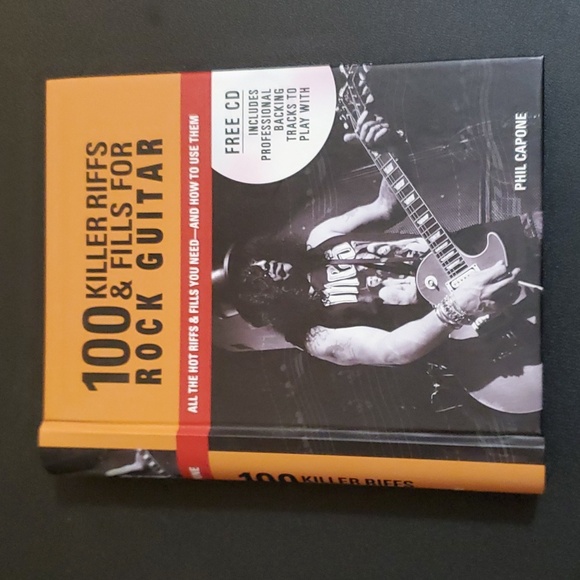 100 KILLER RIFFS
& FILLS FOR
ROCK GUITAR
ALL THE HOT RIFFS & FILLS YOU NEED—AND HOW TO USE THEM
FREE CD
INCLUDES
PROFESSIONAL
BACKING
TRACKS TO
PLAY WITH
PHIL CAPONE
100 KILLER RIFFS